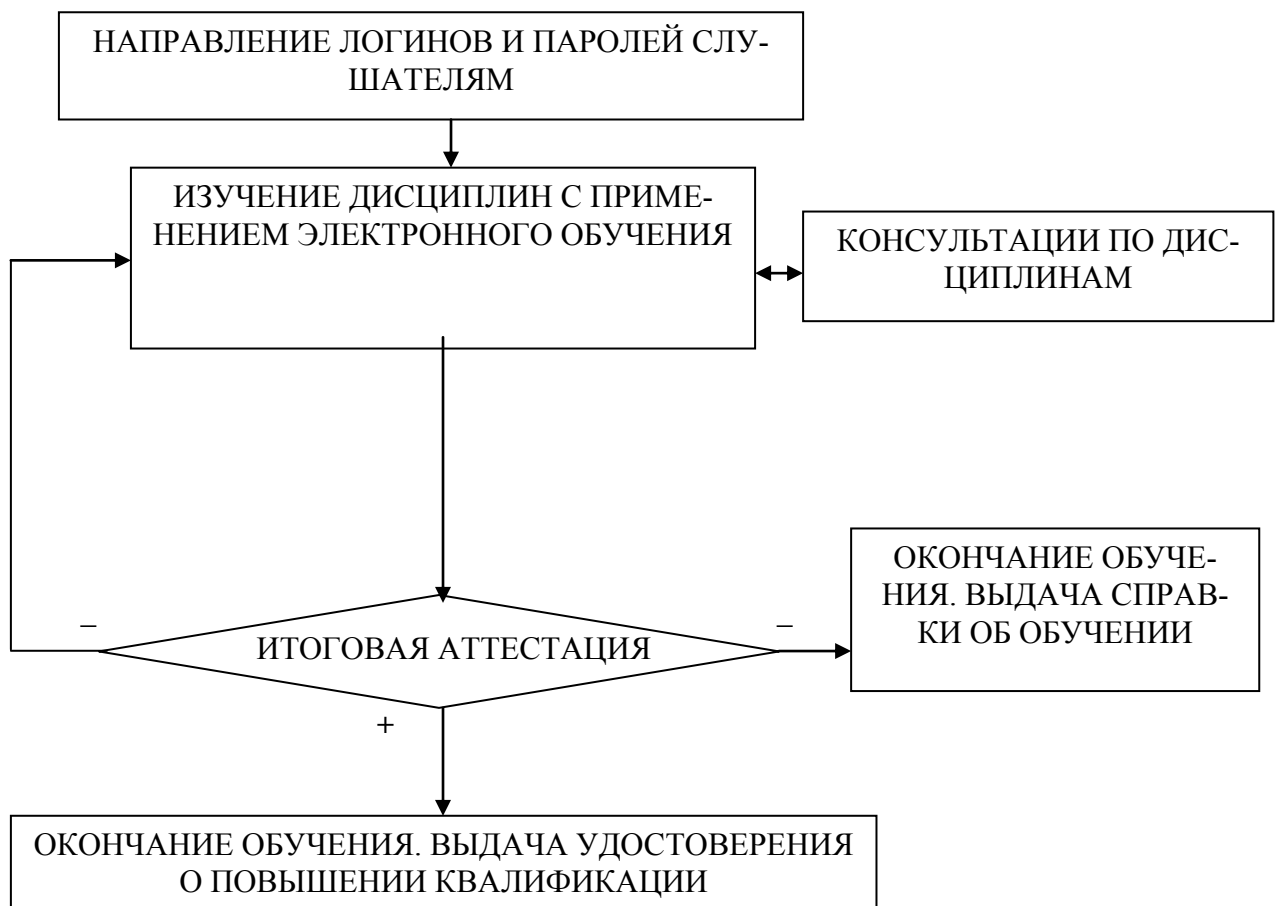 НАПРАВЛЕНИЕ ЛОГИНОВ И ПАРОЛЕЙ СЛУ-
ШАТЕЛЯМ
ИЗУЧЕНИЕ ДИСЦИПЛИН С ПРИМЕ-
НЕНИЕМ ЭЛЕКТРОННОГО ОБУЧЕНИЯ
КОНСУЛЬТАЦИИ ПО ДИС-
ЦИПЛИНАМ
ОКОНЧАНИЕ ОБУЧЕ-
НИЯ. ВЫДАЧА СПРАВ-
КИ ОБ ОБУЧЕНИИ
–
ИТОГОВАЯ АТТЕСТАЦИЯ
–
+
ОКОНЧАНИЕ ОБУЧЕНИЯ. ВЫДАЧА УДОСТОВЕРЕНИЯ
О ПОВЫШЕНИИ КВАЛИФИКАЦИИ